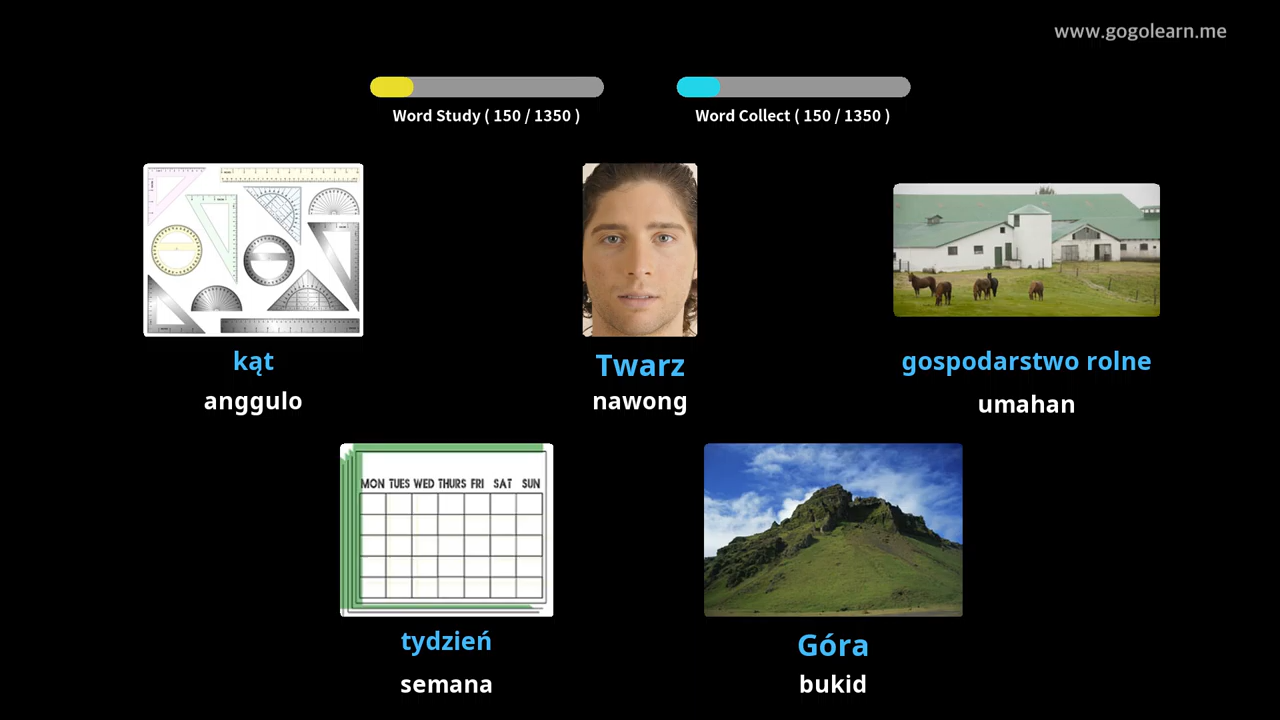 www.gogolearn.me
Word Study ( 150 / 1350 )
Word Collect ( 150 / 1350 )
kąt
anggulo
Twarz
nawong
gospodarstwo rolne
umahan
MON TUES WED THURS FRI SAT SUN
tydzień
semana
Góra
bukid